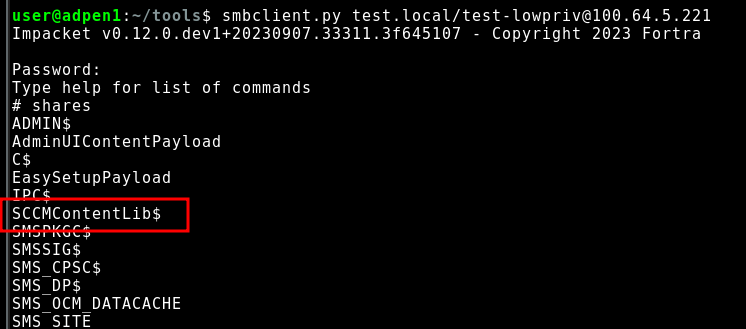 user@adpen1:~/tools$ smbclient.py test.local/test-lowpriv@100.64.5.221
Impacket v0.12.0.dev1+20230907.33311.3f645107 - Copyright 2023 Fortra
Password:
Type help for list of commands
# shares
ADMIN$
AdminUIContentPayload
C$
EasySetupPayload
IPC$
SCCMContentLib$
SMSPKGC$
SMSSIG$
SMS_CPSC$
SMS_DP$
SMS_OCM_DATACACHE
SMS_SITE